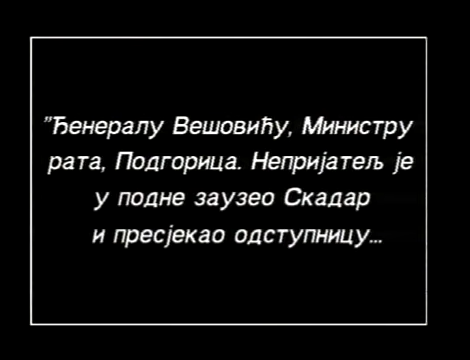 "Ђенералу Вешовићу, Министру
рата, Подгорица. Непријатељ је
у подне заузео Скадар
и пресјекао одступницу...